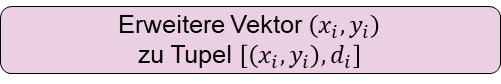 Erweitere Vektor (xᵢ, yᵢ)
zu Tupel [(xᵢ, yᵢ), dᵢ]